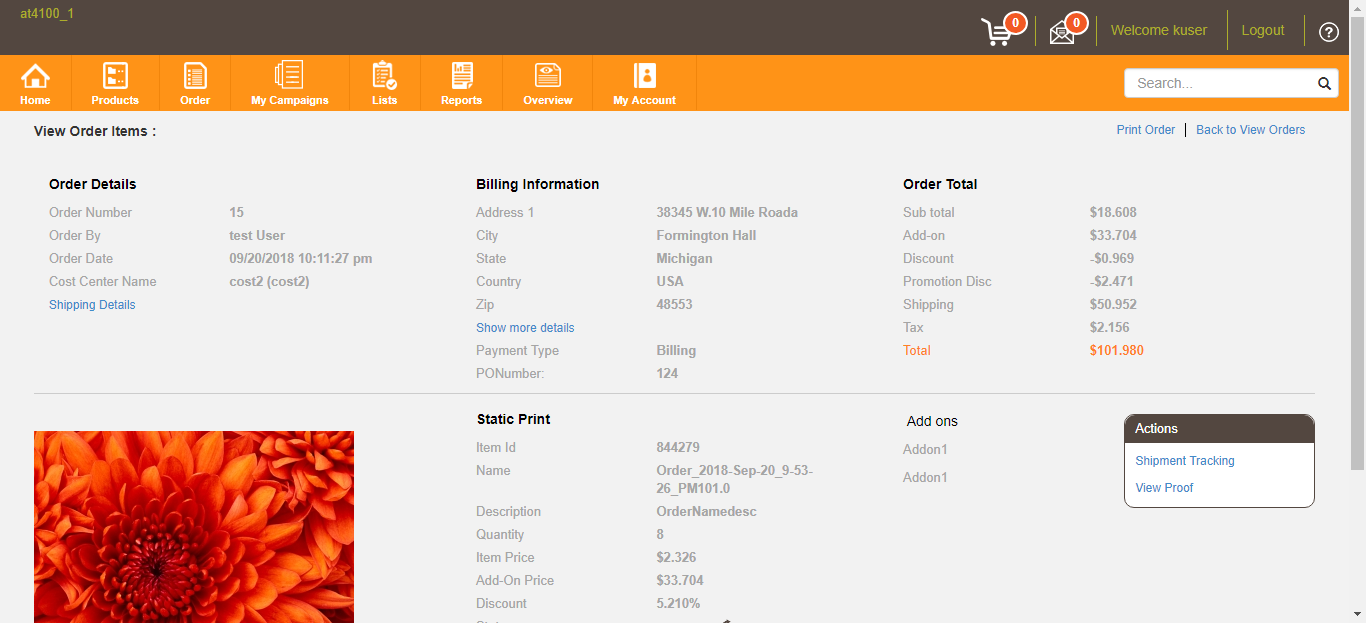 at4100_1
0
0
Welcome kuser
Logout
?
Home
Products
Order
My Campaigns
Lists
Reports
Overview
My Account
Search...
View Order Items :
Print Order
Back to View Orders
Order Details
Order Number 15
Order By test User
Order Date 09/20/2018 10:11:27 pm
Cost Center Name cost2 (cost2)
Shipping Details
Billing Information
Address 1 38345 W.10 Mile Roada
City Formington Hall
State Michigan
Country USA
Zip 48553
Show more details
Payment Type Billing
PONumber: 124
Order Total
Sub total $18.608
Add-on $33.704
Discount -$0.969
Promotion Disc -$2.471
Shipping $50.952
Tax $2.156
Total $101.980
Static Print
Item Id 844279
Name Order_2018-Sep-20_9-53-
26_PM101.0
Description OrderNamedesc
Quantity 8
Item Price $2.326
Add-On Price $33.704
Discount 5.210%
Add ons
Addon1
Addon1
Actions
Shipment Tracking
View Proof